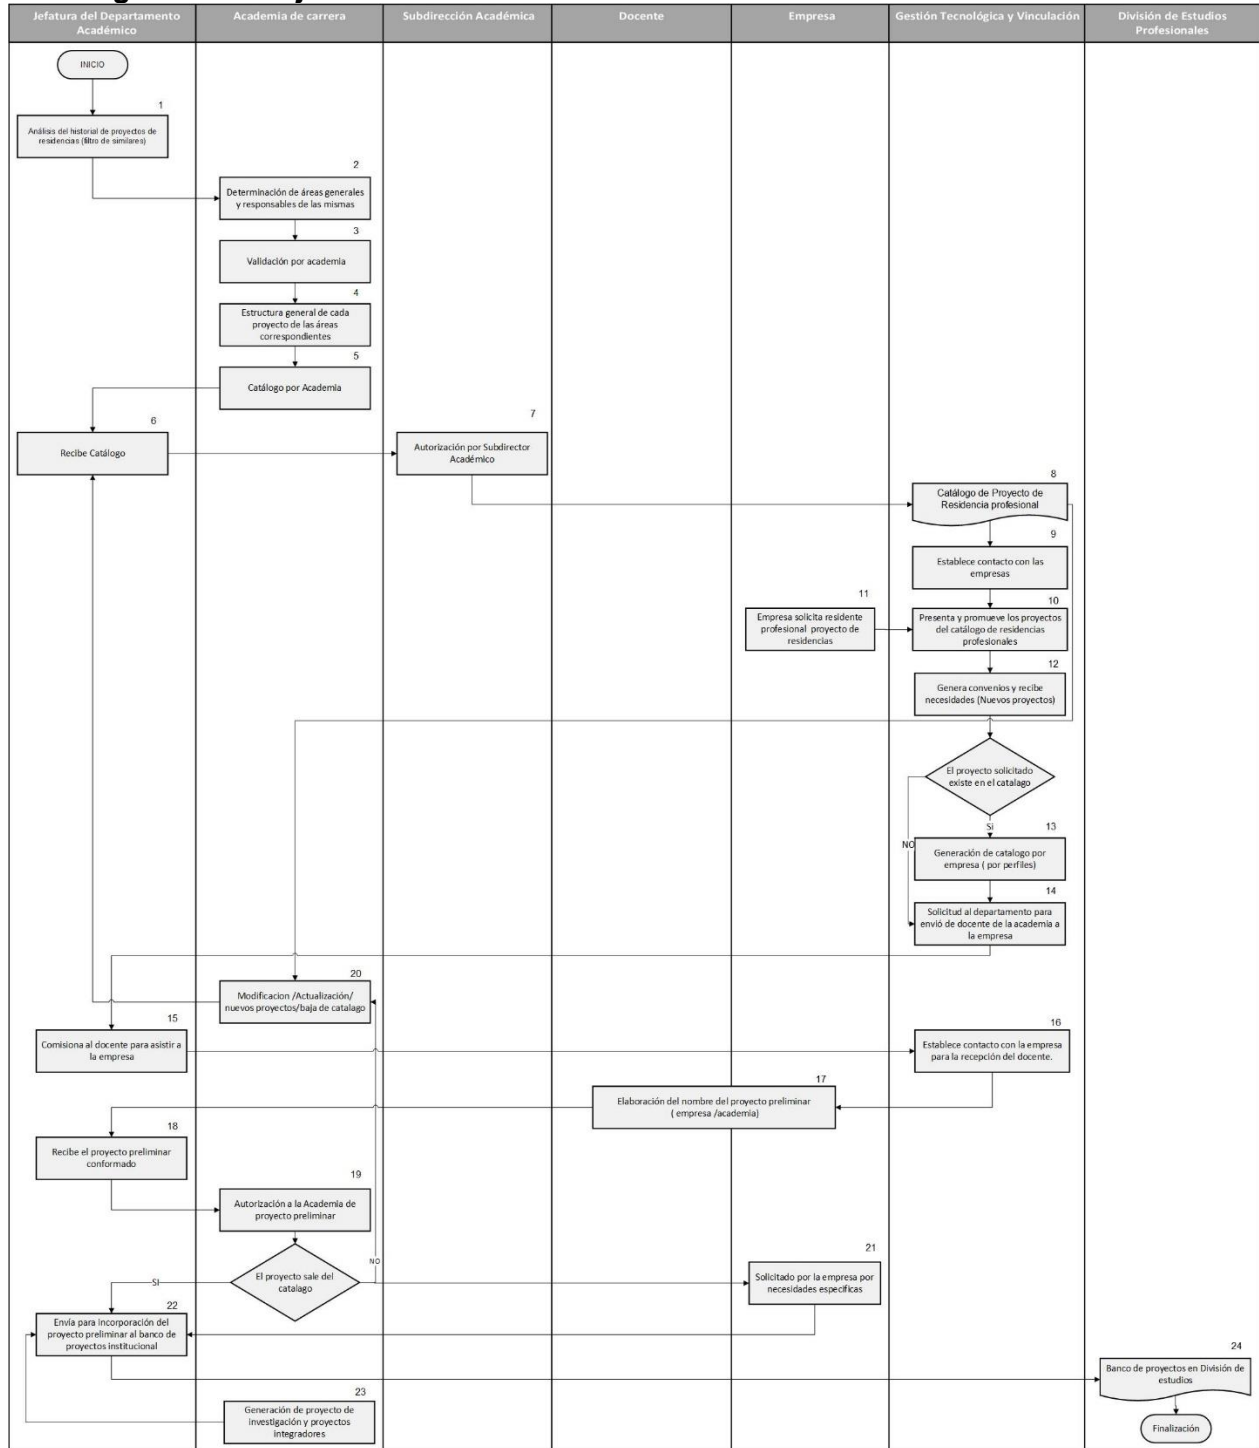 Jefatura del Departamento
Académico
Academia de carrera
Subdirección Académica
Docente
Empresa
Gestión Tecnológica y Vinculación
División de Estudios
Profesionales
INICIO
1
Análisis del historial de proyectos de
residencias (filtro de similares)
2
Determinación de áreas generales
y responsables de las mismas
3
Validación por academia
4
Estructura general de cada
proyecto de las áreas
correspondientes
5
Catálogo por Academia
6
Recibe Catálogo
7
Autorización por Subdirector
Académico
8
Catálogo de Proyecto de
Residencia profesional
9
Establece contacto con las
empresas
11
Empresa solicita residente
profesional proyecto de
residencias
10
Presenta y promueve los proyectos
del catálogo de residencias
profesionales
12
Genera convenios y recibe
necesidades (Nuevos proyectos)
El proyecto solicitado
existe en el catalago
Si
NO
13
Generación de catalogo por
empresa ( por perfiles)
14
Solicitud al departamento para
envió de docente de la academia a
la empresa
20
Modificacion /Actualización/
nuevos proyectos/baja de catalago
15
Comisiona al docente para asistir a
la empresa
16
Establece contacto con la empresa
para la recepción del docente.
17
Elaboración del nombre del proyecto preliminar
( empresa /academia)
18
Recibe el proyecto preliminar
conformado
19
Autorización a la Academia de
proyecto preliminar
El proyecto sale del
catalago
SI
NO
21
Solicitado por la empresa por
necesidades especificas
22
Envía para incorporación del
proyecto preliminar al banco de
proyectos institucional
23
Generación de proyecto de
investigación y proyectos
integradores
24
Banco de proyectos en División de
estudios
Finalización